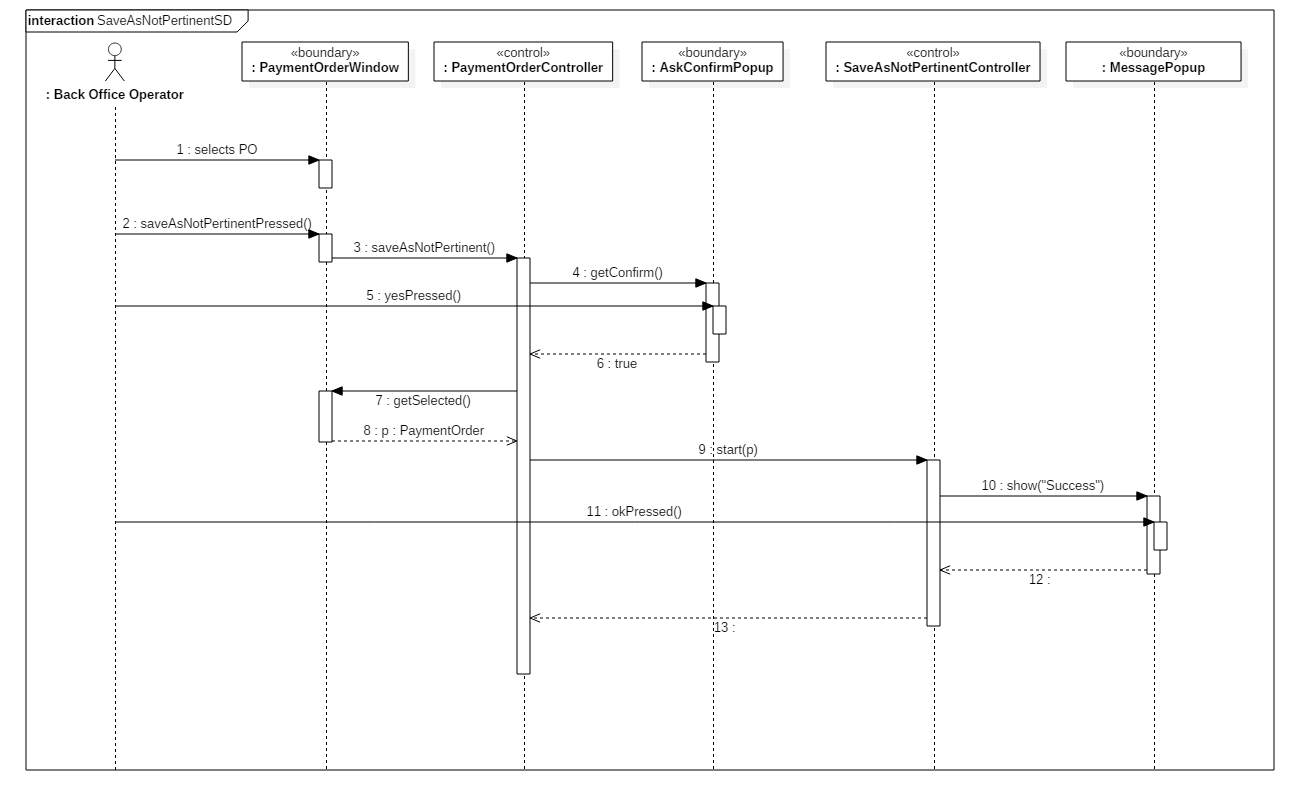 interaction SaveAsNotPertinentSD
«boundary»
: PaymentOrderWindow
«control»
: PaymentOrderController
«boundary»
: AskConfirmPopup
«control»
: SaveAsNotPertinentController
«boundary»
: MessagePopup
: Back Office Operator
1 : selects PO
2 : saveAsNotPertinentPressed()
3 : saveAsNotPertinent()
4 : getConfirm()
5 : yesPressed()
6 : true
7 : getSelected()
8 : p : PaymentOrder
9 : start(p)
10 : show("Success")
11 : okPressed()
12 :
13 :